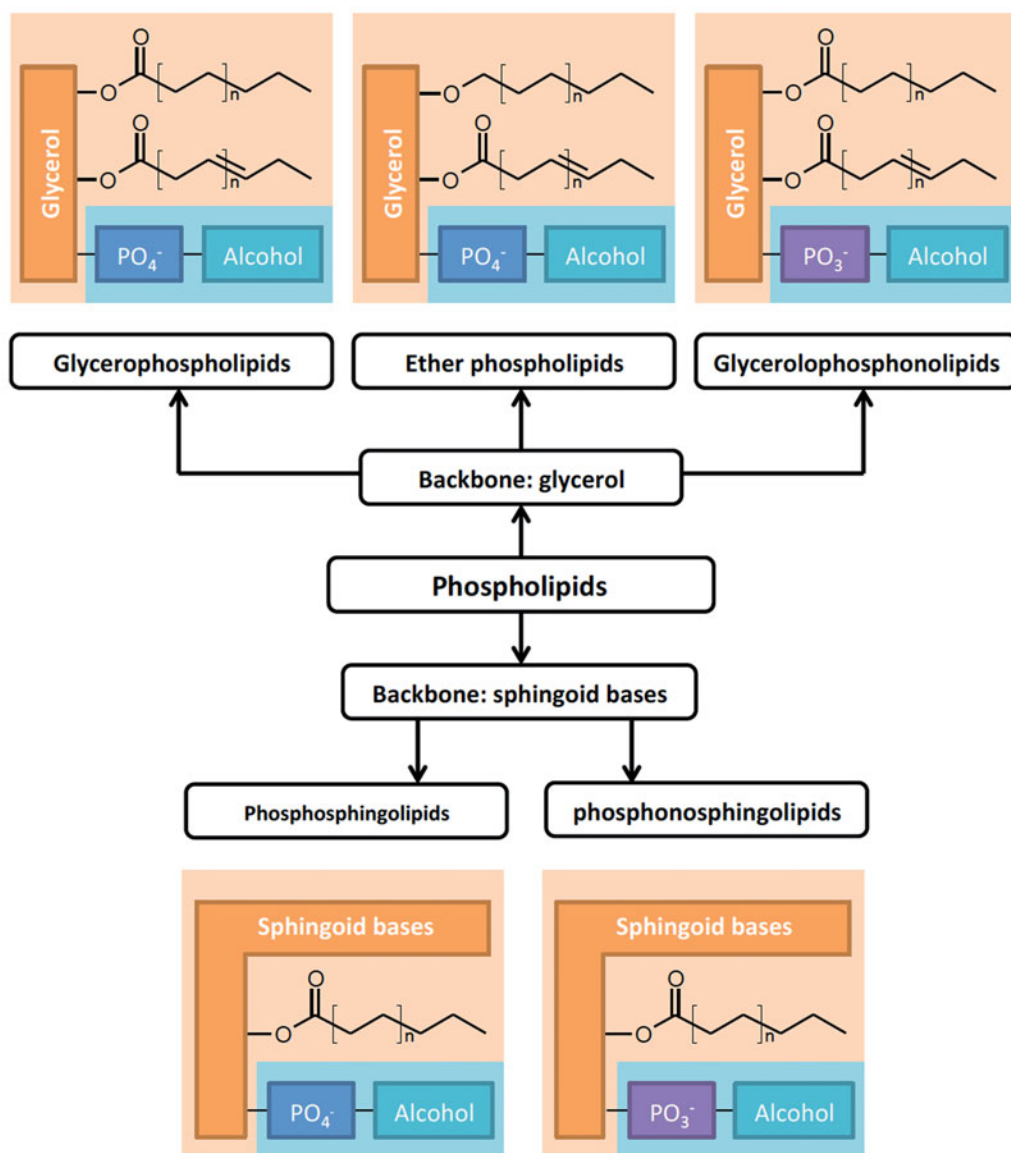 O
O
n
Glycerol
O
O
n
PO₄⁻ Alcohol
O
n
Glycerol
O
O
n
PO₄⁻ Alcohol
O
O
n
Glycerol
O
O
n
PO₃⁻ Alcohol
Glycerophospholipids
Ether phospholipids
Glycerolophosphonolipids
Backbone: glycerol
Phospholipids
Backbone: sphingoid bases
Phosphosphingolipids
phosphonosphingolipids
Sphingoid bases
O
O
n
PO₄⁻ Alcohol
Sphingoid bases
O
O
n
PO₃⁻ Alcohol